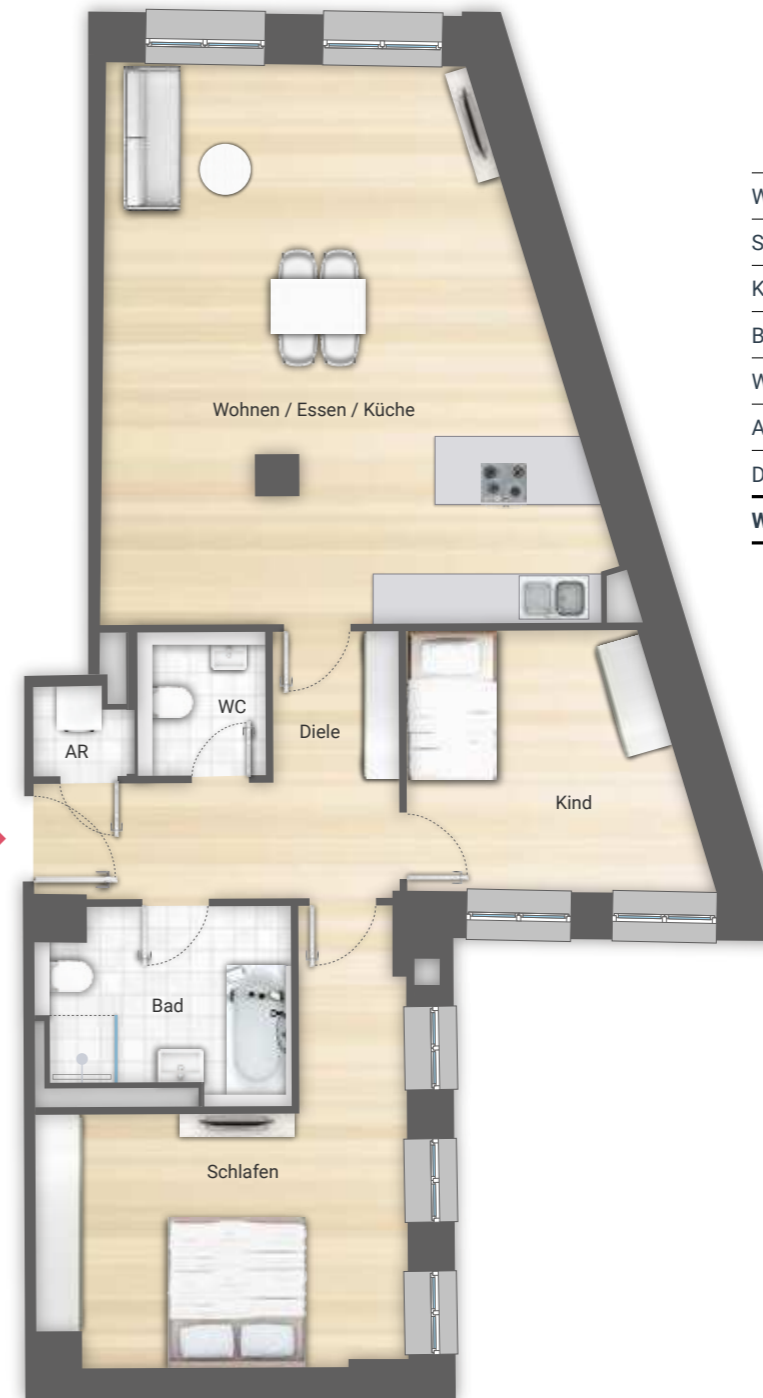 Wohnen / Essen / Küche
WC
Diele
AR
Kind
Bad
Schlafen
W
S
K
B
W
A
D
W